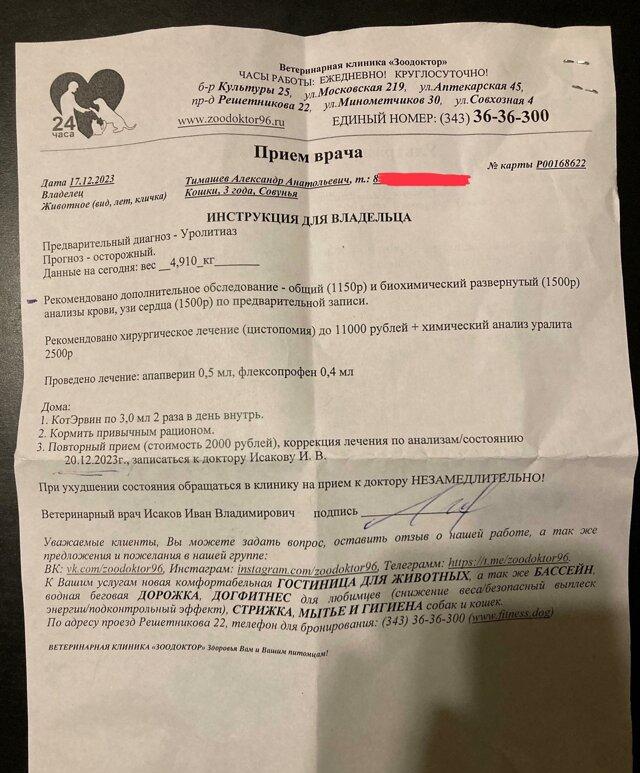 24
часа
Ветеринарная клиника «Зоодоктор»
ЧАСЫ РАБОТЫ: ЕЖЕДНЕВНО! КРУГЛОСУТОЧНО!
б-р Культуры 25, ул.Московская 219, ул.Аптекарская 45,
пр-д Решетникова 22, ул.Минометчиков 30, ул.Совхозная 4
www.zoodoktor96.ru ЕДИНЫЙ НОМЕР: (343) 36-36-300
Прием врача
№ карты P00168622
Дата 17.12.2023
Владелец Тимашев Александр Анатольевич, т.: 8
Животное (вид, лет, кличка) Кошки, 3 года, Совунья
ИНСТРУКЦИЯ ДЛЯ ВЛАДЕЛЬЦА
Предварительный диагноз - Уролитиаз
Прогноз - осторожный.
Данные на сегодня: вес __4,910_кг________
Рекомендовано дополнительное обследование - общий (1150р) и биохимический развернутый (1500р)
анализы крови, узи сердца (1500р) по предварительной записи.
Рекомендовано хирургическое лечение (цистопомия) до 11000 рублей + химический анализ уралита
2500р
Проведено лечение: апапверин 0,5 мл, флексопрофен 0,4 мл
Дома:
1. КотЭрвин по 3,0 мл 2 раза в день внутрь.
2. Кормить привычным рационом.
3. Повторный прием (стоимость 2000 рублей), коррекция лечения по анализам/состоянию
20.12.2023г., записаться к доктору Исакову И. В.
При ухудшении состояния обращаться в клинику на прием к доктору НЕЗАМЕДЛИТЕЛЬНО!
Ветеринарный врач Исаков Иван Владимирович подпись
Уважаемые клиенты, Вы можете задать вопрос, оставить отзыв о нашей работе, а так же
предложения и пожелания в нашей группе:
ВК: vk.com/zoodoktor96, Инстаграм: instagram.com/zoodoktor96, Телеграмм: https://t.me/zoodoktor96.
К Вашим услугам новая комфортабельная ГОСТИНИЦА ДЛЯ ЖИВОТНЫХ, а так же БАССЕЙН,
водная беговая ДОРОЖКА, ДОГФИТНЕС для любимцев (снижение веса/безопасный выплеск
энергии/подконтрольный эффект), СТРИЖКА, МЫТЬЕ И ГИГИЕНА собак и кошек.
По адресу проезд Решетникова 22, телефон для бронирования: (343) 36-36-300 (www.fitness.dog)
ВЕТЕРИНАРНАЯ КЛИНИКА «ЗООДОКТОР» Здоровья Вам и Вашим питомцам!